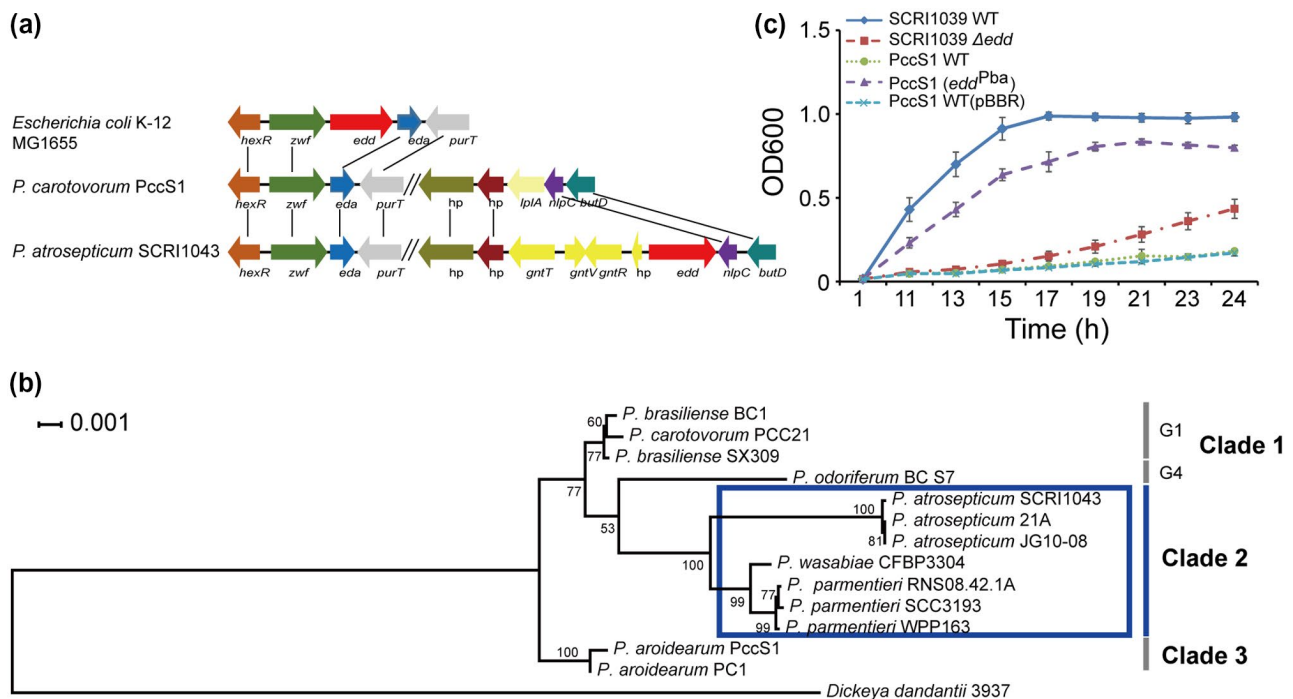 (a)
Escherichia coli K-12
MG1655
hexR zwf edd eda purT
P. carotovorum PccS1
hexR zwf eda purT // hp hp lplA nlpC butD
P. atrosepticum SCRI1043
hexR zwf eda purT // hp hp gntT gntV gntR hp edd nlpC butD
(c)
SCRI1039 WT
SCRI1039 Δedd
PccS1 WT
PccS1 (edd^Pba)
PccS1 WT(pBBR)
OD600
1.5
1.0
0.5
0
1 11 13 15 17 19 21 23 24
Time (h)
(b)
0.001
P. brasiliense BC1
60
P. carotovorum PCC21
G1
Clade 1
77
P. brasiliense SX309
77
P. odoriferum BC S7
G4
53
P. atrosepticum SCRI1043
100
P. atrosepticum 21A
81
P. atrosepticum JG10-08
100
Clade 2
P. wasabiae CFBP3304
77
P. parmentieri RNS08.42.1A
99
P. parmentieri SCC3193
99
P. parmentieri WPP163
100
P. aroidearum PccS1
Clade 3
P. aroidearum PC1
Dickeya dandantii 3937